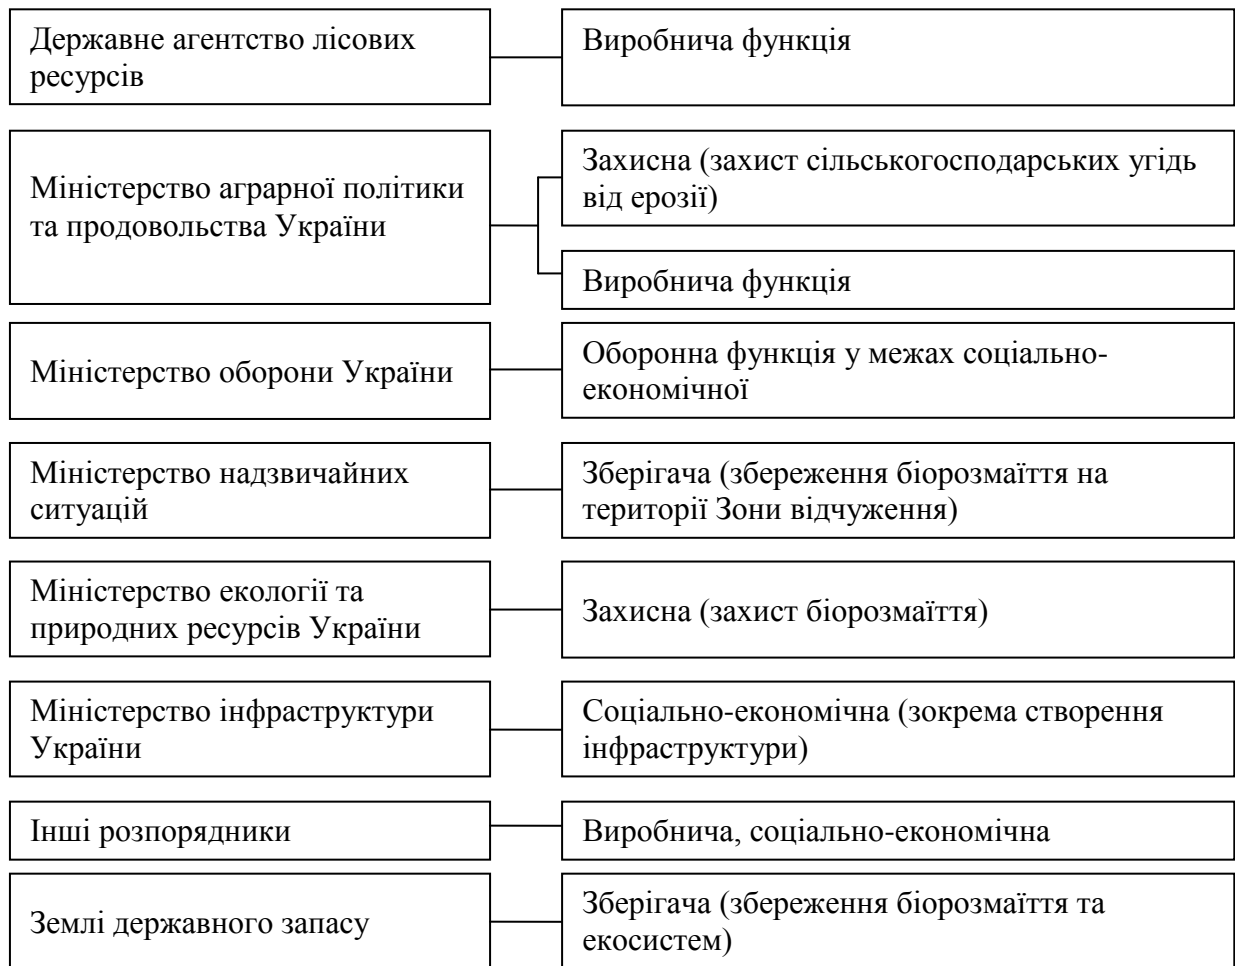 Державне агентство лісових
ресурсів
Виробнича функція
Міністерство аграрної політики
та продовольства України
Захисна (захист сільськогосподарських угідь
від ерозії)
Виробнича функція
Міністерство оборони України
Оборонна функція у межах соціально-
економічної
Міністерство надзвичайних
ситуацій
Зберігача (збереження біорозмаїття на
території Зони відчуження)
Міністерство екології та
природних ресурсів України
Захисна (захист біорозмаїття)
Міністерство інфраструктури
України
Соціально-економічна (зокрема створення
інфраструктури)
Інші розпорядники
Виробнича, соціально-економічна
Землі державного запасу
Зберігача (збереження біорозмаїття та
екосистем)